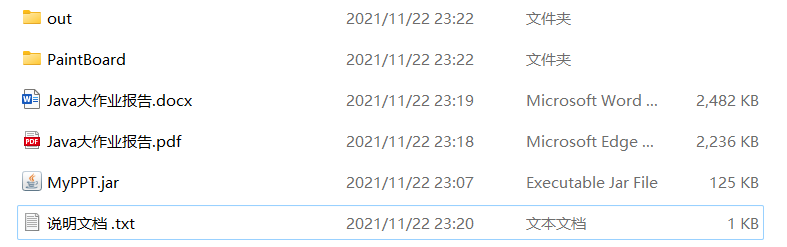 out 2021/11/22 23:22 文件夹
PaintBoard 2021/11/22 23:22 文件夹
Java大作业报告.docx 2021/11/22 23:19 Microsoft Word ... 2,482 KB
Java大作业报告.pdf 2021/11/22 23:18 Microsoft Edge ... 2,236 KB
MyPPT.jar 2021/11/22 23:07 Executable Jar File 125 KB
说明文档 .txt 2021/11/22 23:20 文本文档 1 KB